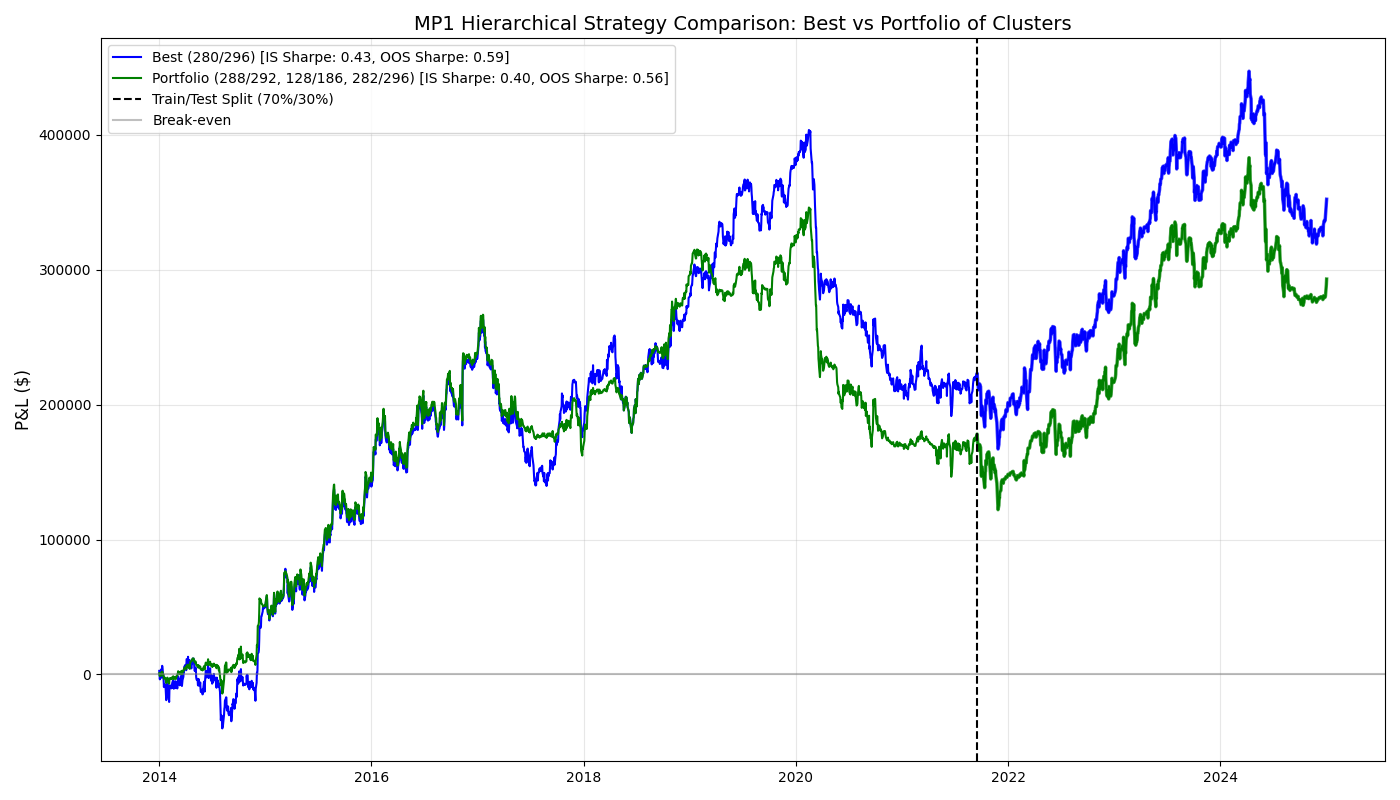 MP1 Hierarchical Strategy Comparison: Best vs Portfolio of Clusters
Best (280/296) [IS Sharpe: 0.43, OOS Sharpe: 0.59]
Portfolio (288/292, 128/186, 282/296) [IS Sharpe: 0.40, OOS Sharpe: 0.56]
Train/Test Split (70%/30%)
Break-even
P&L ($)
400000
300000
200000
100000
0
2014
2016
2018
2020
2022
2024